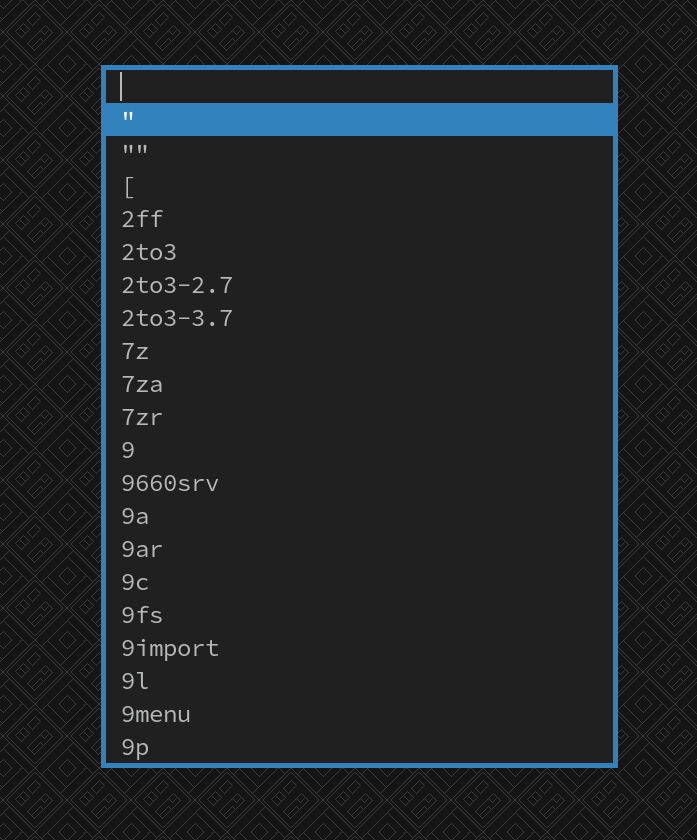 "
""
[
2ff
2to3
2to3-2.7
2to3-3.7
7z
7za
7zr
9
9660srv
9a
9ar
9c
9fs
9import
9l
9menu
9p